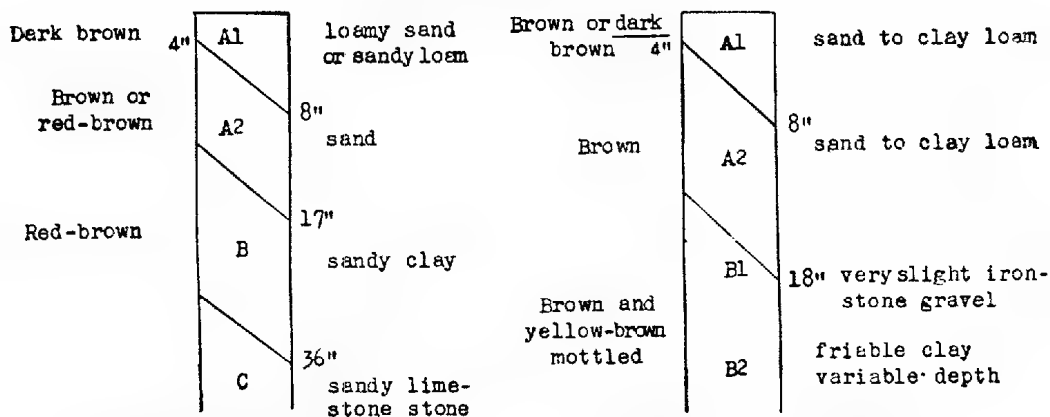 Dark brown
4"
A1
loamy sand
or sandy loam
Brown or
red-brown
8"
A2
sand
17"
Red-brown
B
sandy clay
36"
C
sandy lime-
stone stone
Brown or dark
brown
4"
A1
sand to clay loam
8"
Brown
A2
sand to clay loam
B1
18" very slight iron-
stone gravel
Brown and
yellow-brown
mottled
B2
friable clay
variable depth